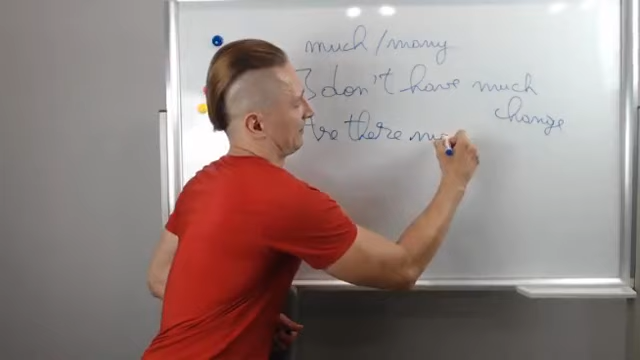 much / many
I don't have much
change
Are there